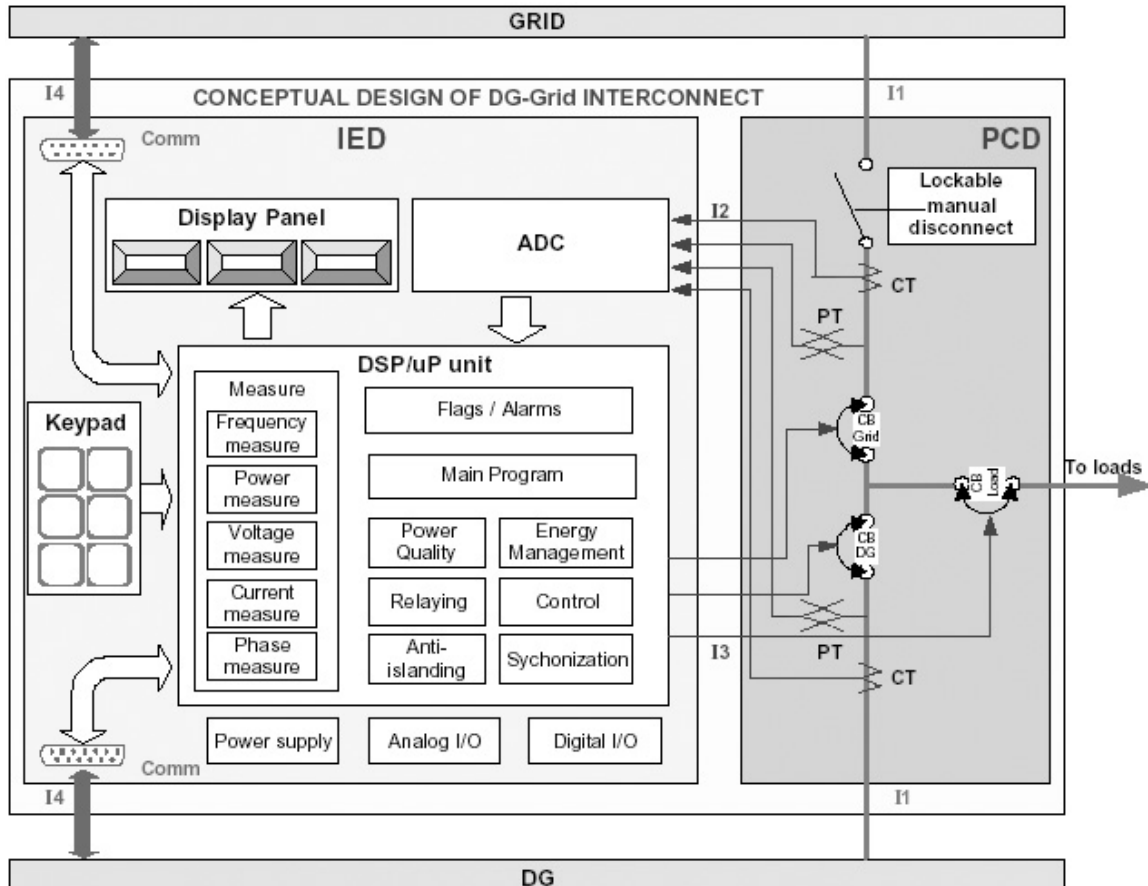 GRID
I4
I1
CONCEPTUAL DESIGN OF DG-Grid INTERCONNECT
Comm
IED
PCD
Lockable
manual
disconnect
Display Panel
ADC
I2
CT
PT
DSP/uP unit
Measure
Frequency
measure
Power
measure
Voltage
measure
Current
measure
Phase
measure
Flags / Alarms
Main Program
Power
Quality
Energy
Management
Relaying
Control
Anti-
islanding
Sychonization
Keypad
CB
Grid
To loads
CB
Load
CB
DG
I3
PT
CT
Power supply
Analog I/O
Digital I/O
Comm
I4
I1
DG